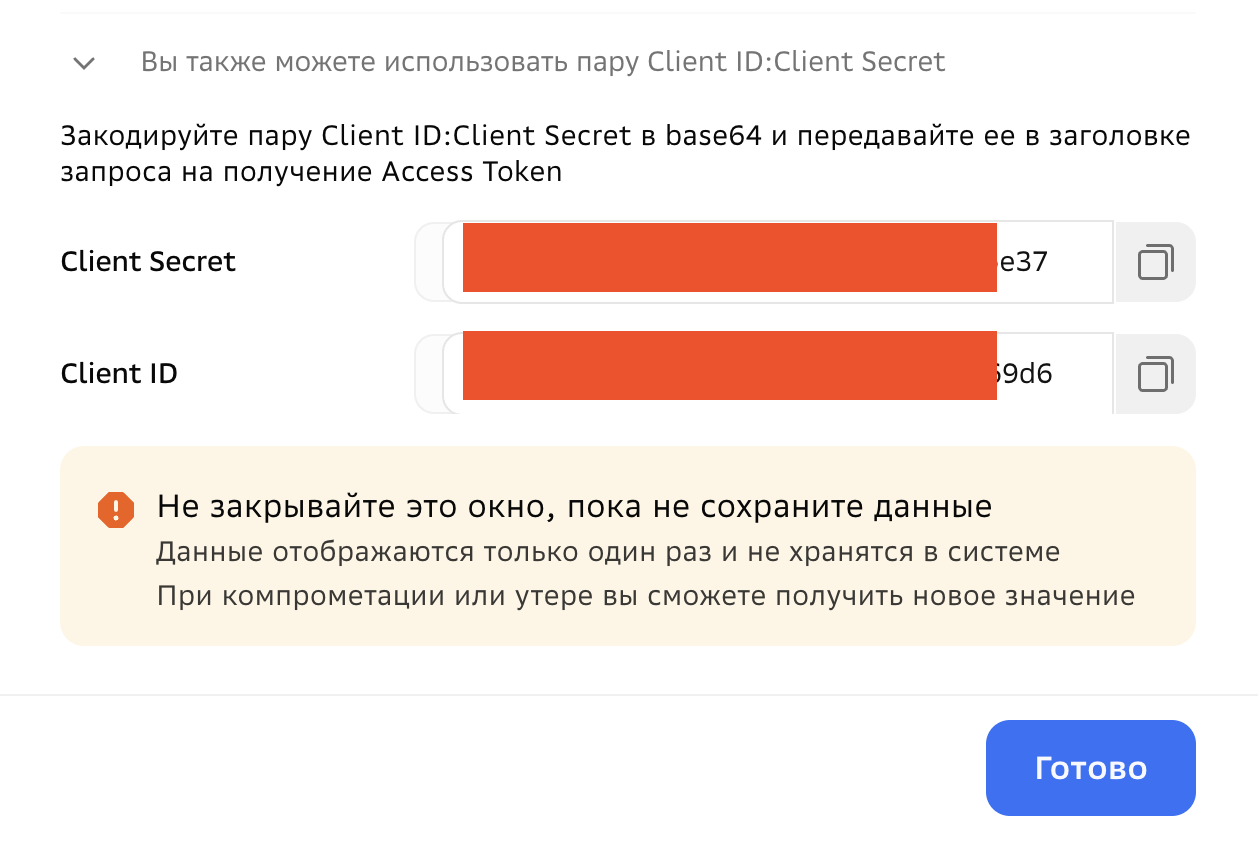 Вы также можете использовать пару Client ID:Client Secret
Закодируйте пару Client ID:Client Secret в base64 и передавайте ее в заголовке
запроса на получение Access Token
Client Secret
e37
Client ID
9d6
Не закрывайте это окно, пока не сохраните данные
Данные отображаются только один раз и не хранятся в системе
При компрометации или утере вы сможете получить новое значение
Готово